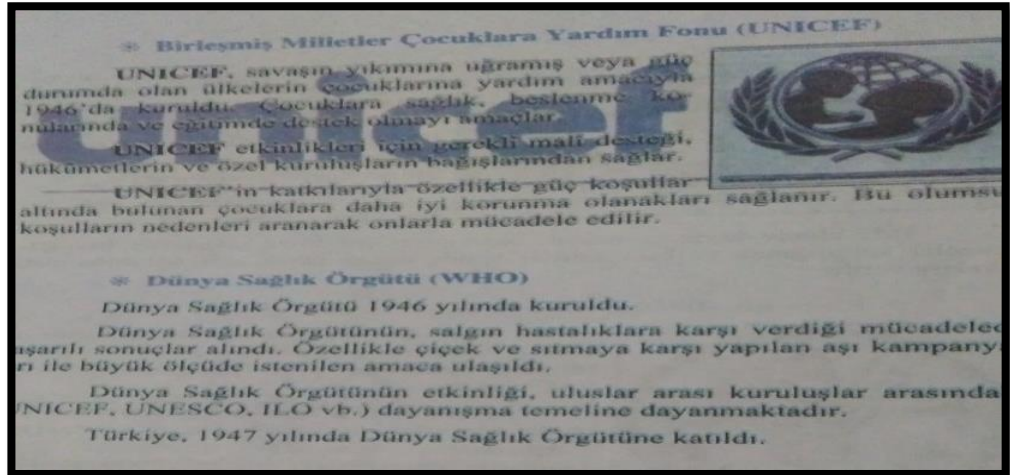 * Birleşmiş Milletler Çocuklara Yardım Fonu (UNICEF)
UNICEF, savaşın yıkımına uğramış veya güç
durumda olan ülkelerin çocuklarına yardım amacıyla
1946'da kuruldu. Çocuklara sağlık, beslenme ko-
nularında ve eğitimde destek olmayı amaçlar.
unicef
UNICEF etkinlikleri için gerekli mali desteği,
hükümetlerin ve özel kuruluşların bağışlarından sağlar.
UNICEF'in katkılarıyla özellikle güç koşullar
altında bulunan çocuklara daha iyi korunma olanakları sağlanır. Bu olumsu
koşulların nedenleri aranarak onlarla mücadele edilir.
* Dünya Sağlık Örgütü (WHO)
Dünya Sağlık Örgütü 1946 yılında kuruldu.
Dünya Sağlık Örgütünün, salgın hastalıklara karşı verdiği mücadelede
aşarılı sonuçlar alındı. Özellikle çiçek ve sıtmaya karşı yapılan aşı kampanya
rı ile büyük ölçüde istenilen amaca ulaşıldı.
Dünya Sağlık Örgütünün etkinliği, uluslar arası kuruluşlar arasında
UNICEF, UNESCO, ILO vb.) dayanışma temeline dayanmaktadır.
Türkiye, 1947 yılında Dünya Sağlık Örgütüne katıldı.